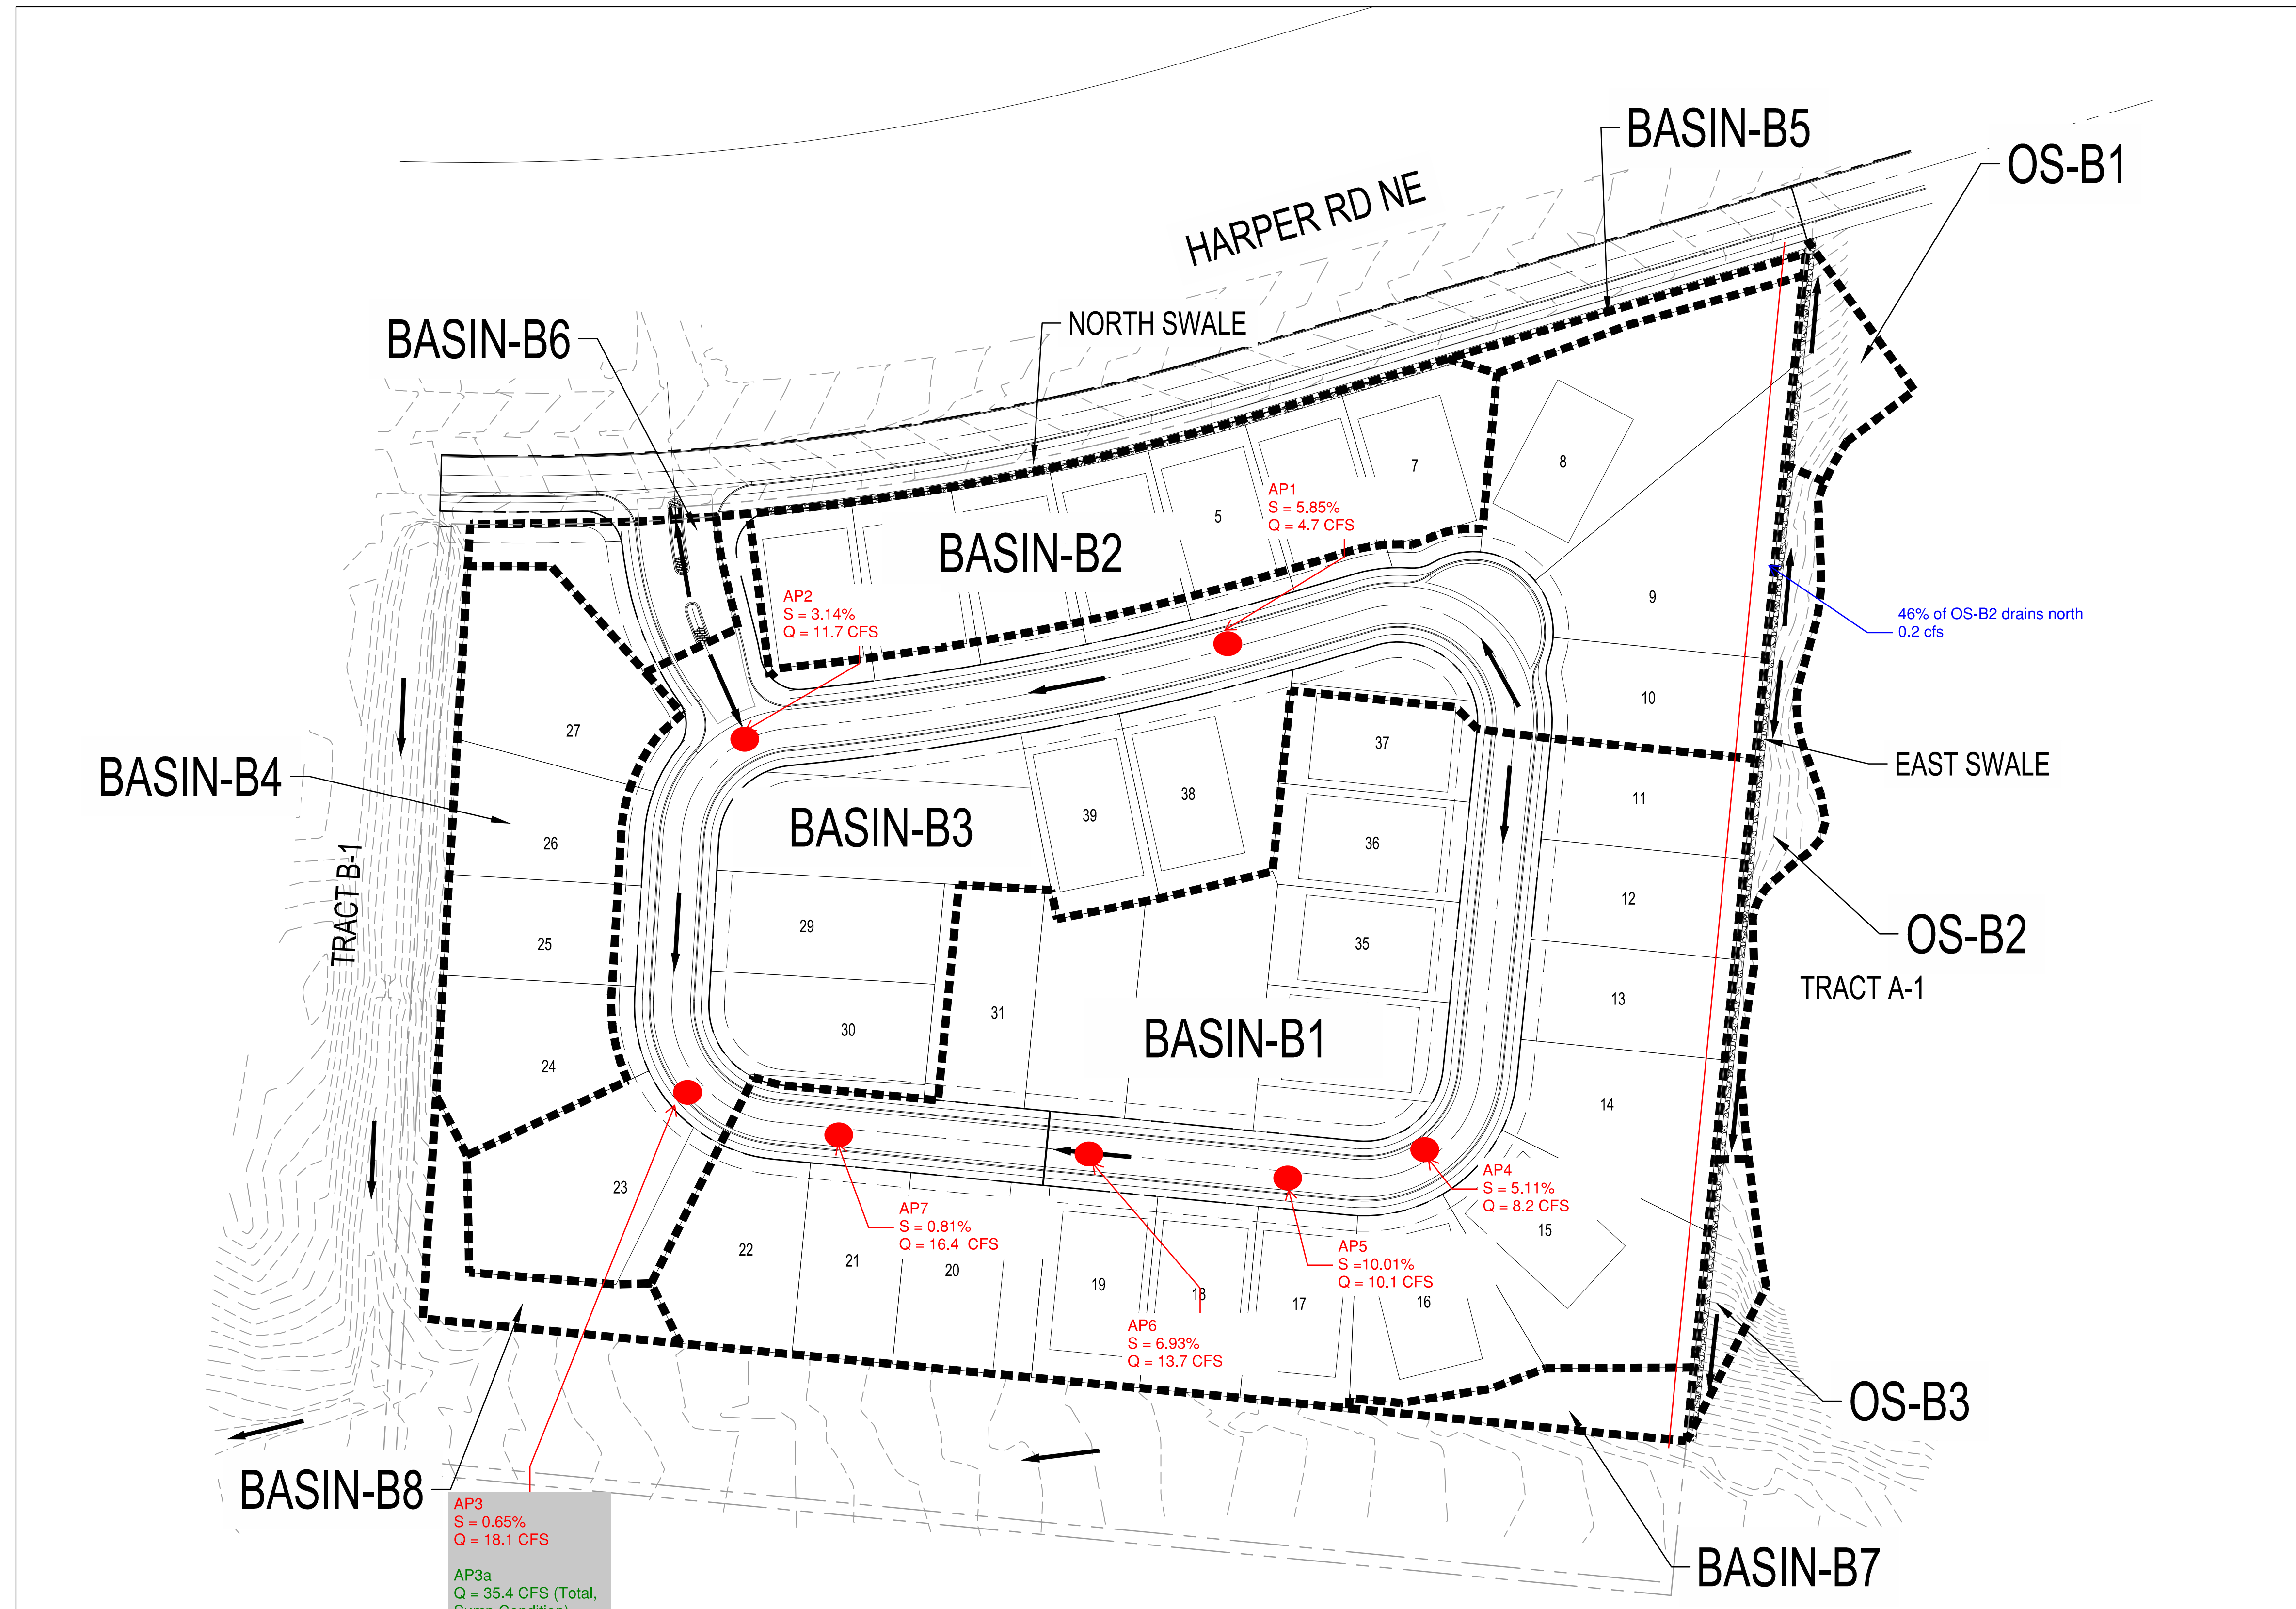 BASIN-B5
OS-B1
HARPER RD NE
NORTH SWALE
BASIN-B6
8
7
AP1
S = 5.85%
Q = 4.7 CFS
5
BASIN-B2
AP2
S = 3.14%
Q = 11.7 CFS
9
46% of OS-B2 drains north
0.2 cfs
10
27
37
EAST SWALE
BASIN-B4
38
11
39
BASIN-B3
26
36
12
TRACT B-1
29
OS-B2
25
35
TRACT A-1
13
31
30
BASIN-B1
24
14
23
AP4
S = 5.11%
Q = 8.2 CFS
AP7
S = 0.81%
Q = 16.4 CFS
15
22
21
20
AP5
S =10.01%
Q = 10.1 CFS
19
18
17
16
AP6
S = 6.93%
Q = 13.7 CFS
OS-B3
BASIN-B8
AP3
S = 0.65%
Q = 18.1 CFS
AP3a
Q = 35.4 CFS (Total,
Sump Condition)
BASIN-B7